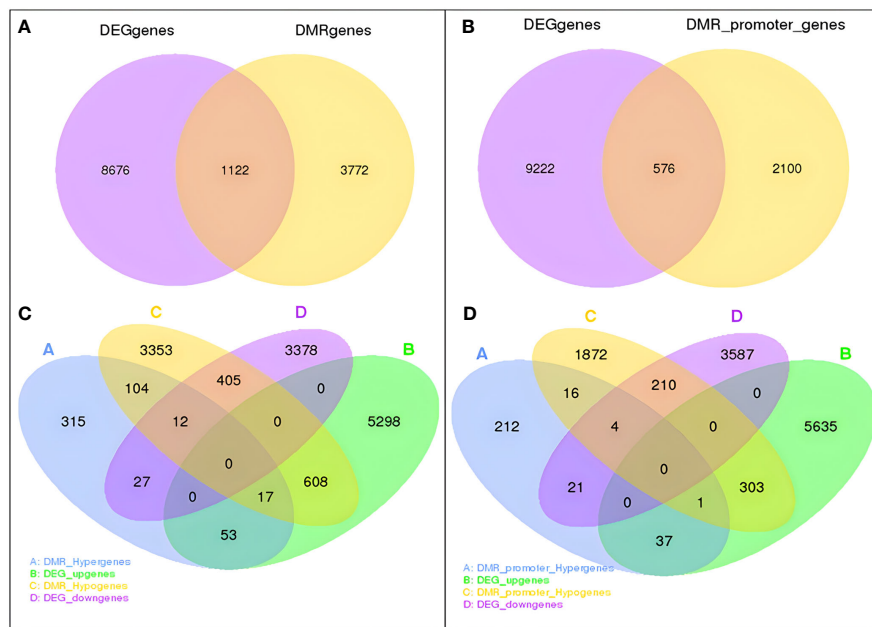 A
DEGgenes
DMRgenes
8676
1122
3772
B
DEGgenes
DMR_promoter_genes
9222
576
2100
C
C
D
A
B
3353
3378
104
405
0
315
12
0
5298
0
27
0
17
608
53
A: DMR_Hypergenes
B: DEG_upgenes
C: DMR_Hypogenes
D: DEG_downgenes
D
C
D
A
B
1872
3587
16
210
0
212
4
0
5635
0
21
0
1
303
37
A: DMR_promoter_Hypergenes
B: DEG_upgenes
C: DMR_promoter_Hypogenes
D: DEG_downgenes